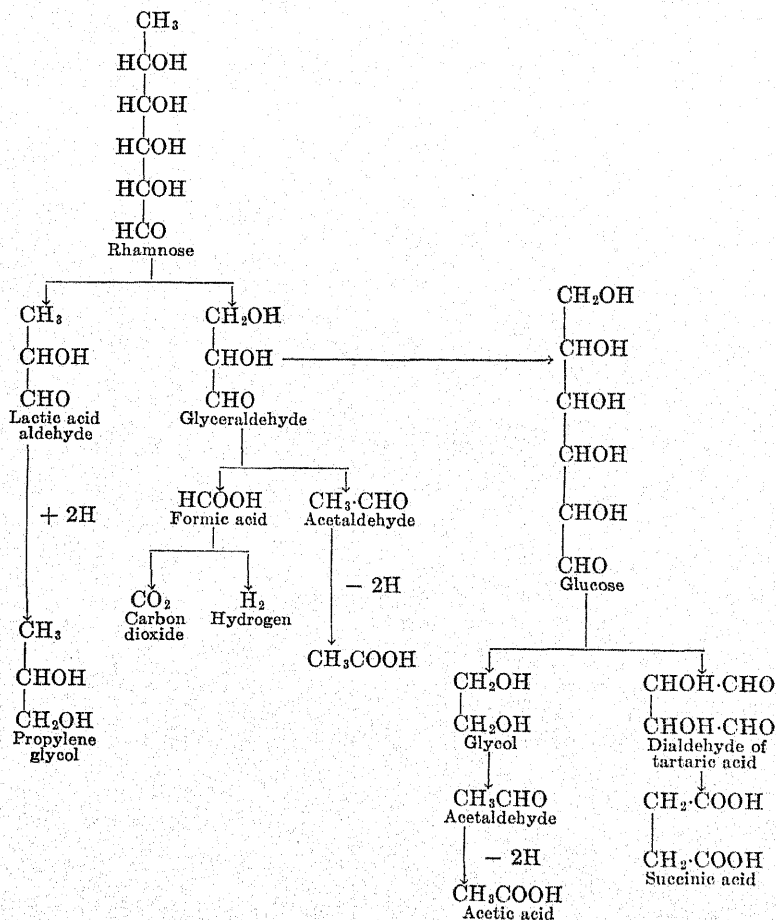 CH₃
HCOH
HCOH
HCOH
HCOH
HCO
Rhamnose
CH₃
CHOH
CHO
Lactic acid
aldehyde
+ 2H
CH₃
CHOH
CH₂OH
Propylene
glycol
CH₂OH
CHOH
CHO
Glyceraldehyde
HCOOH
Formic acid
CO₂
Carbon
dioxide
H₂
Hydrogen
CH₃·CHO
Acetaldehyde
− 2H
CH₃COOH
CH₂OH
CHOH
CHOH
CHOH
CHOH
CHO
Glucose
CH₂OH
CH₂OH
Glycol
CH₃CHO
Acetaldehyde
− 2H
CH₃COOH
Acetic acid
CHOH·CHO
CHOH·CHO
Dialdehyde of
tartaric acid
CH₂·COOH
CH₂·COOH
Succinic acid